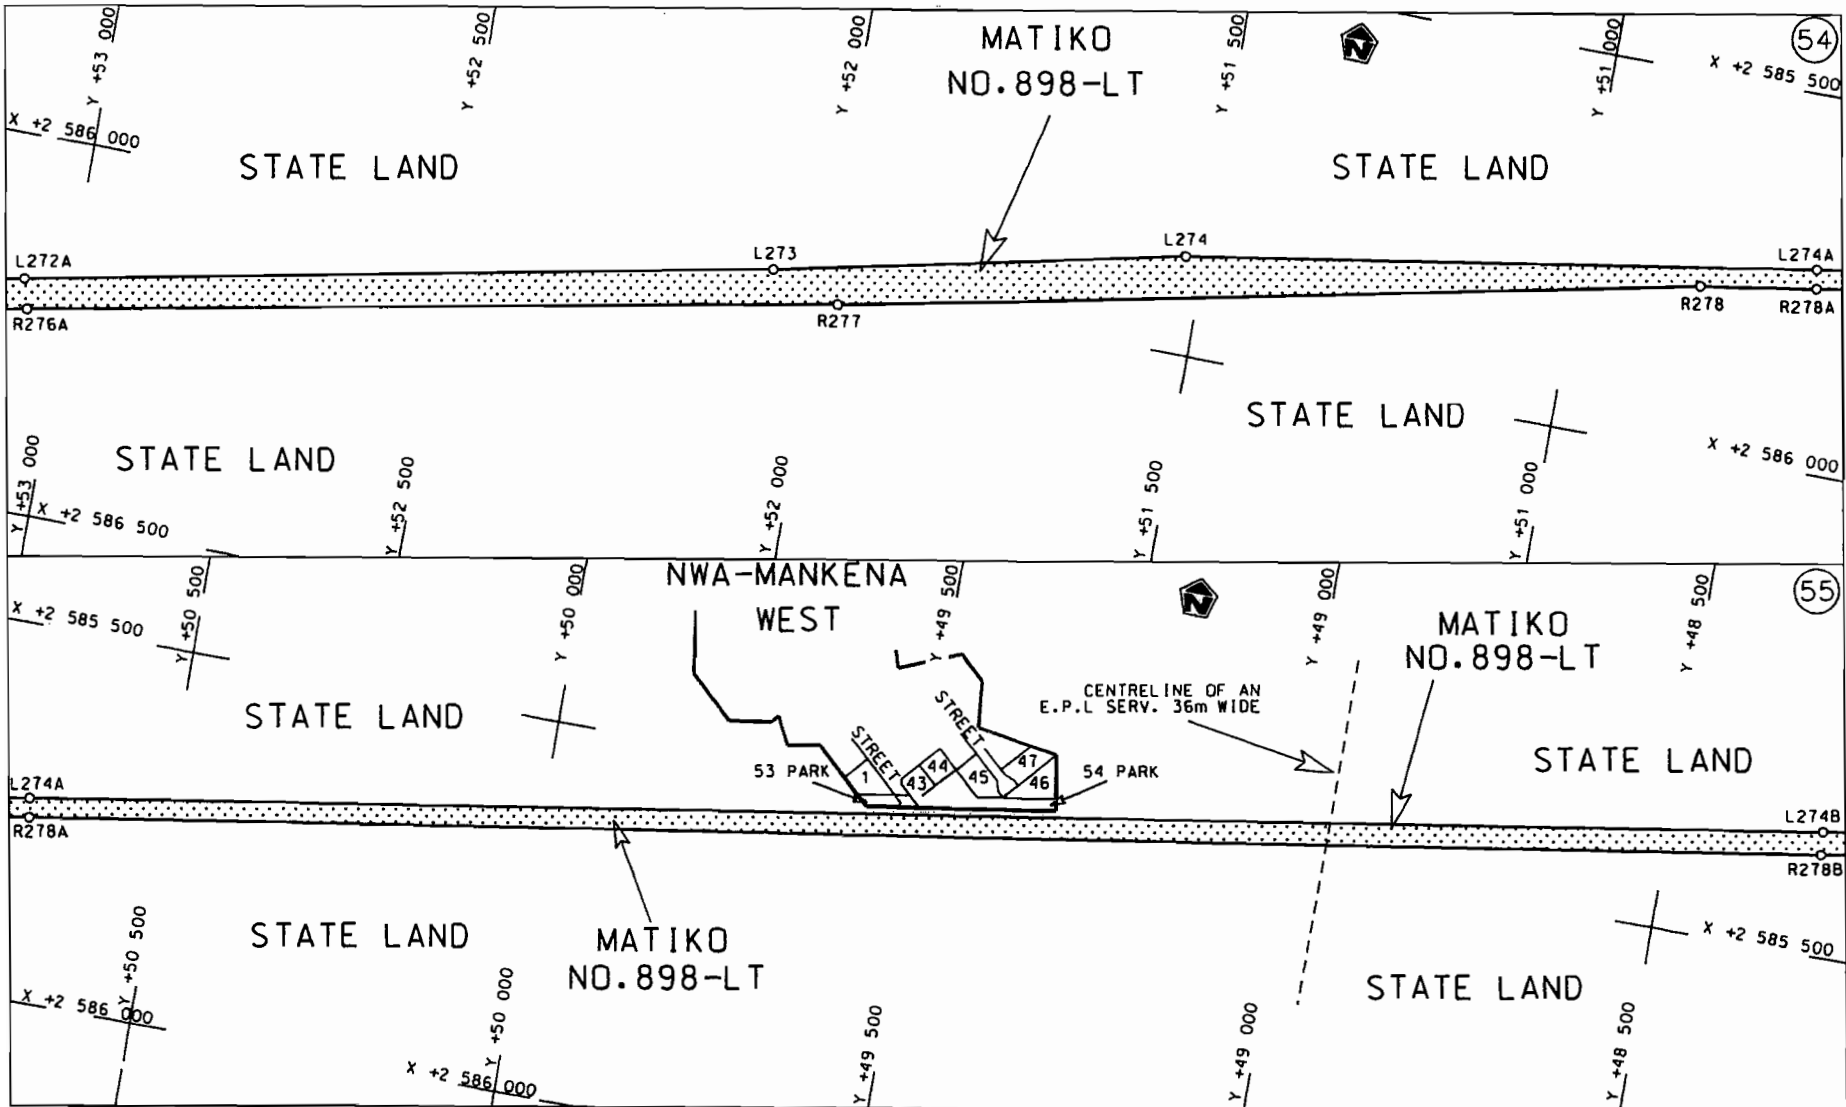 Y +53 000
Y +52 500
Y +52 000
MATIKO
NO.898-LT
Y +51 500
N
Y +51 000
X +2 585 500
54
X +2 586 000
STATE LAND
STATE LAND
L272A
L273
L274
L274A
R276A
R277
R278
R278A
STATE LAND
STATE LAND
X +2 586 000
Y +53 000
X +2 586 500
Y +52 500
Y +52 000
Y +51 500
Y +51 000
Y +50 500
Y +50 000
NWA-MANKENA
WEST
Y +49 500
N
Y +49 000
Y +48 500
55
X +2 585 500
MATIKO
NO.898-LT
STATE LAND
CENTRELINE OF AN
E.P.L SERV. 36m WIDE
STATE LAND
STREET
STREET
53 PARK
1
43
44
45
47
46
54 PARK
L274A
R278A
L274B
R278B
STATE LAND
MATIKO
NO.898-LT
STATE LAND
X +2 585 500
Y +50 500
X +2 586 000
Y +50 000
X +2 586 000
Y +49 500
Y +49 000
Y +48 500